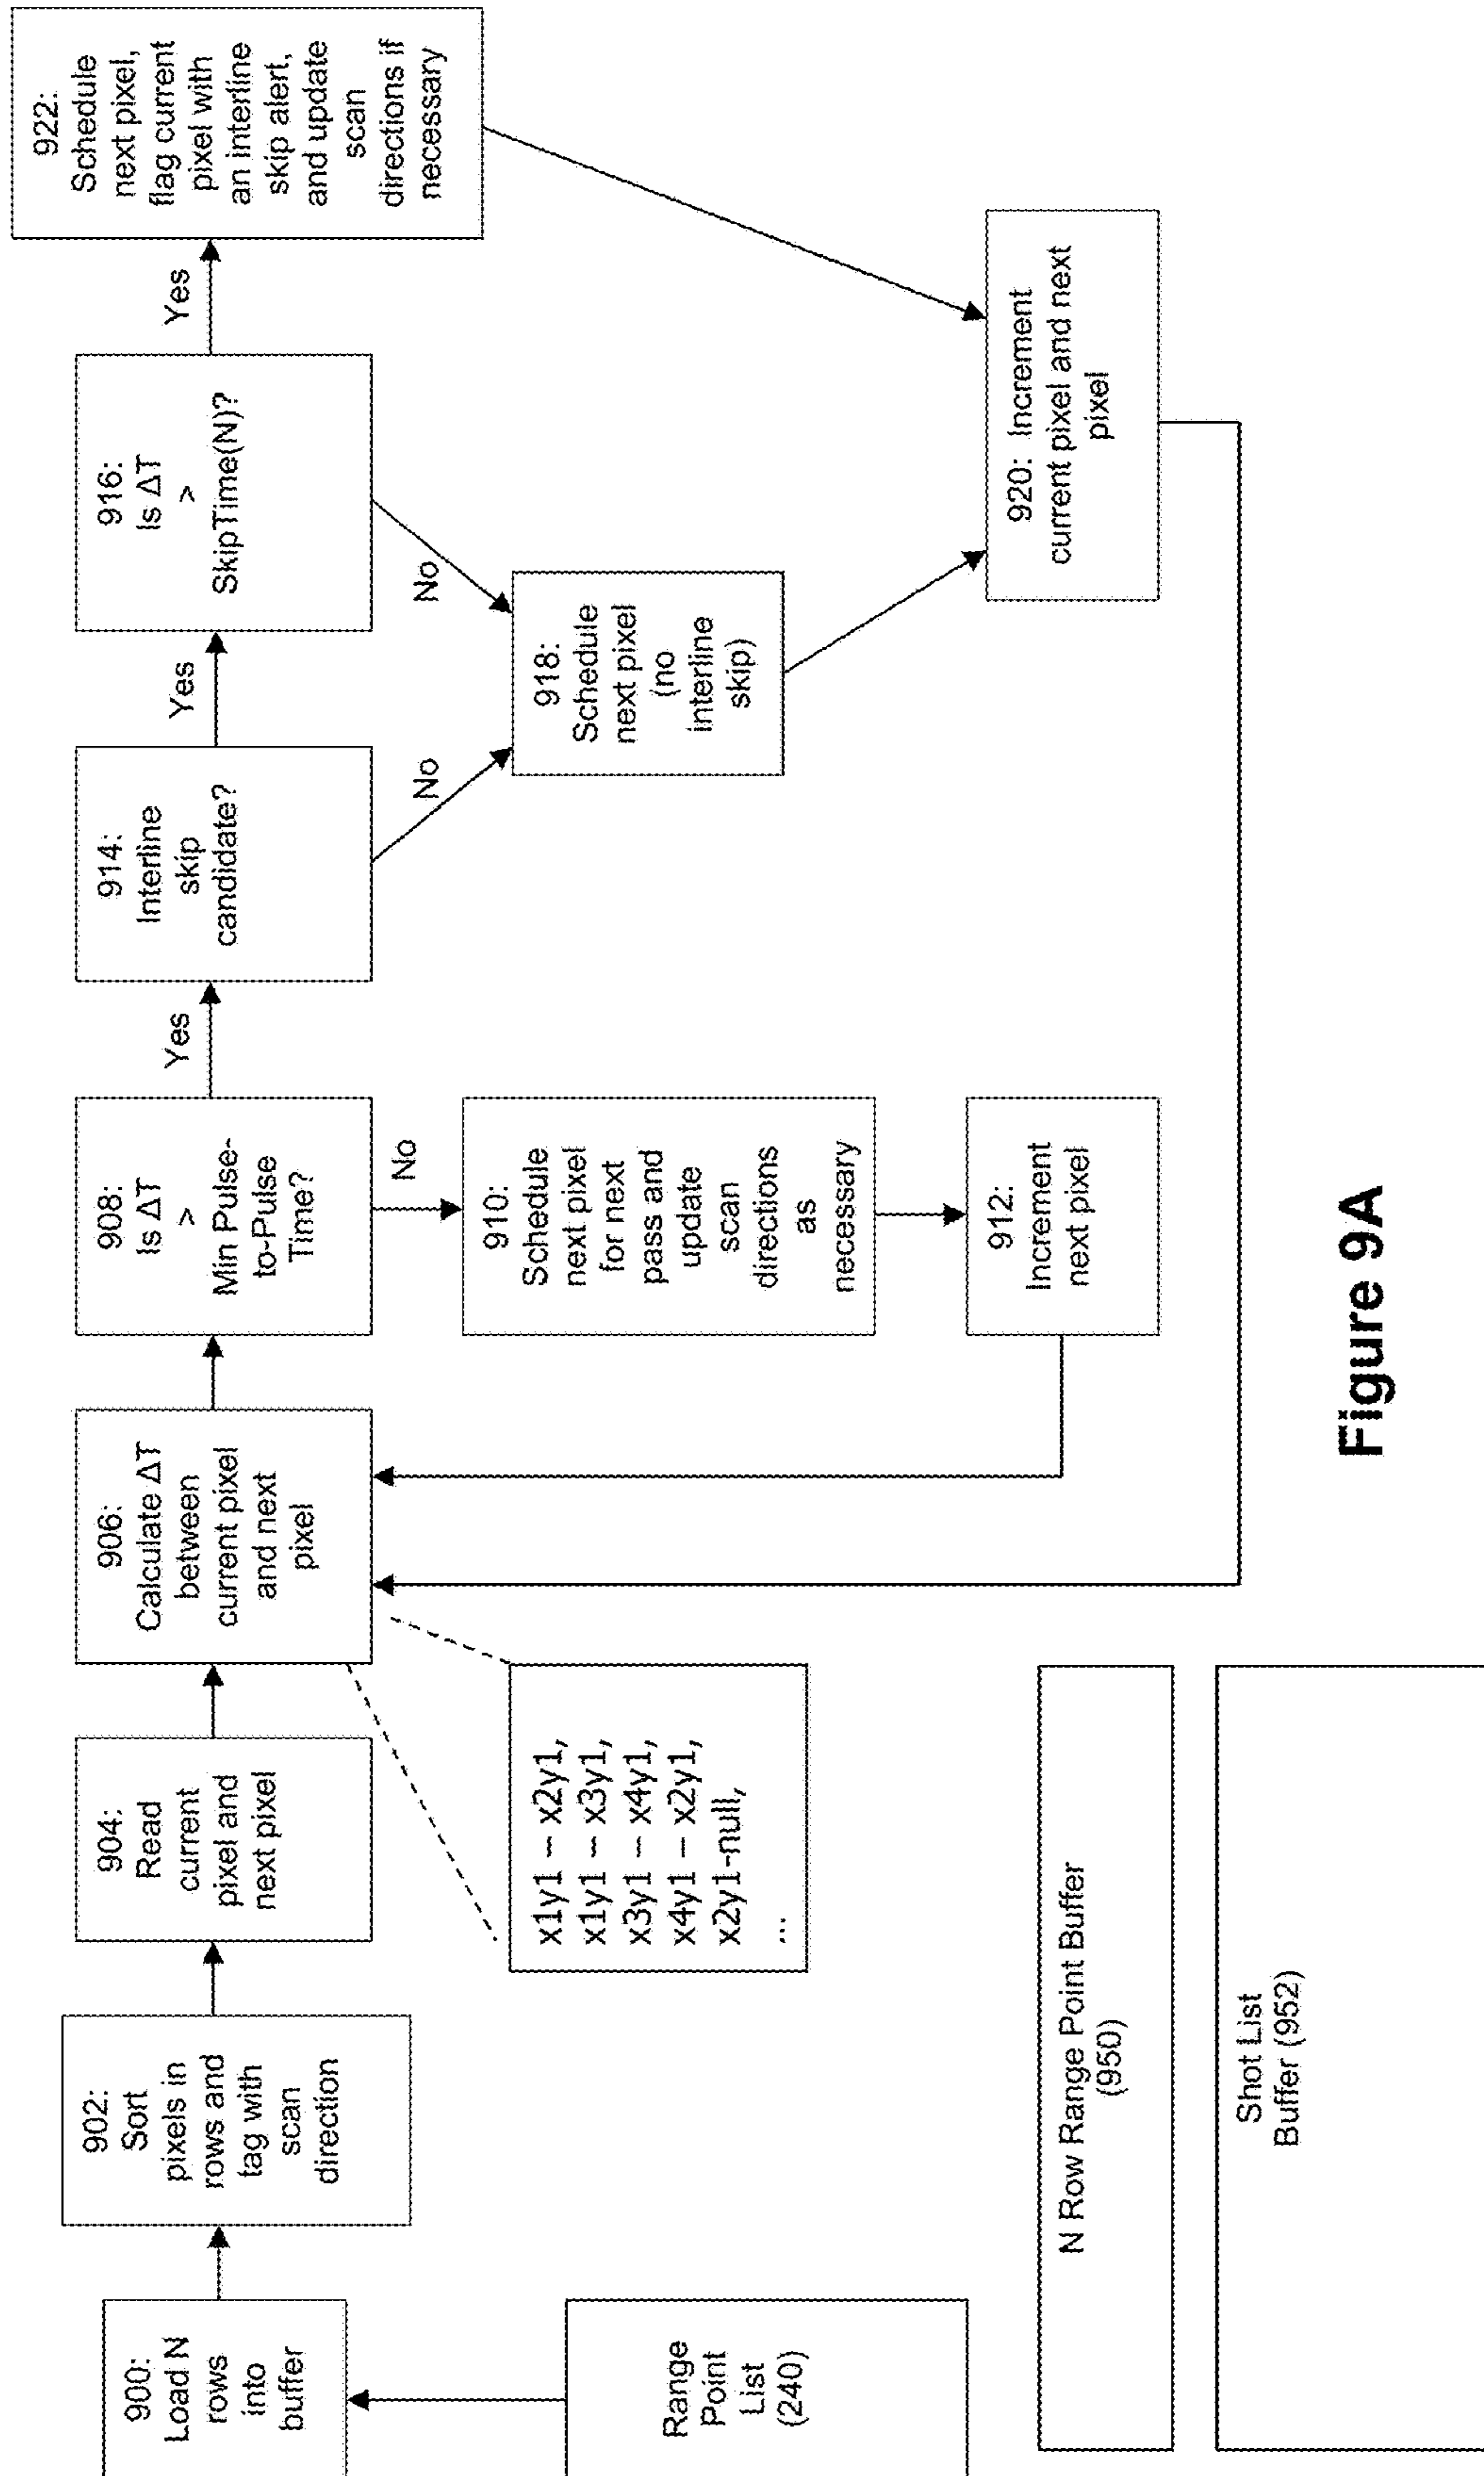 900:
Load N
rows
into
buffer
Range
Point
List
(240)
902:
Sort
pixels in
rows and
tag with
scan
direction
904:
Read
current
pixel and
next pixel
906:
Calculate ΔT
between
current pixel
and next
pixel
x1y1 – x2y1,
x1y1 – x3y1,
x3y1 – x4y1,
x4y1 – x2y1,
x2y1-null,
...
908:
Is ΔT
>
Min Pulse-
to-Pulse
Time?
Yes
No
910:
Schedule
next pixel
for next
pass and
update
scan
directions
as
necessary
912:
Increment
next pixel
914:
Interline
skip
candidate?
Yes
No
916:
Is ΔT
>
SkipTime(N)?
Yes
No
918:
Schedule
next pixel
(no
interline
skip)
922:
Schedule
next pixel,
flag current
pixel with
an interline
skip alert,
and update
scan
directions if
necessary
920: Increment
current pixel and next
pixel
N Row Range Point Buffer
(950)
Shot List
Buffer (952)
Figure 9A